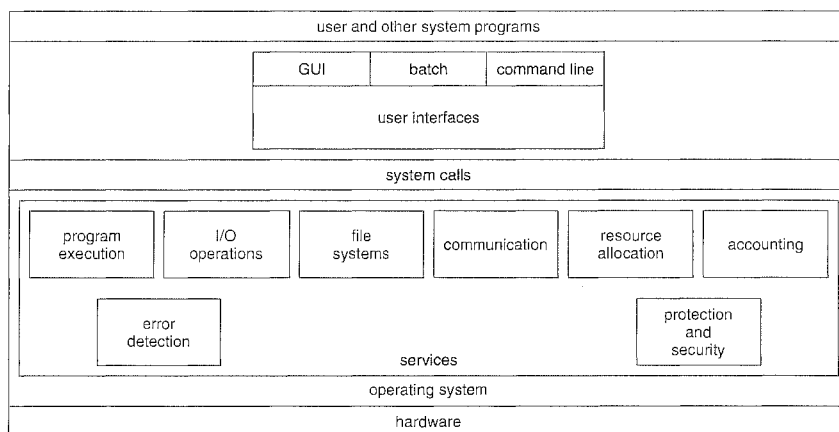 user and other system programs
GUI
batch
command line
user interfaces
system calls
program
execution
I/O
operations
file
systems
communication
resource
allocation
accounting
error
detection
protection
and
security
services
operating system
hardware